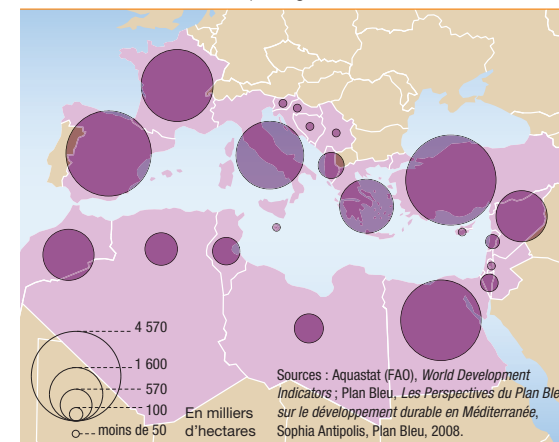 4 570
1 600
570
100
moins de 50
En milliers
d'hectares
Sources : Aquastat (FAO), World Development
Indicators ; Plan Bleu, Les Perspectives du Plan Ble
sur le développement durable en Méditerranée,
Sophia Antipolis, Plan Bleu, 2008.